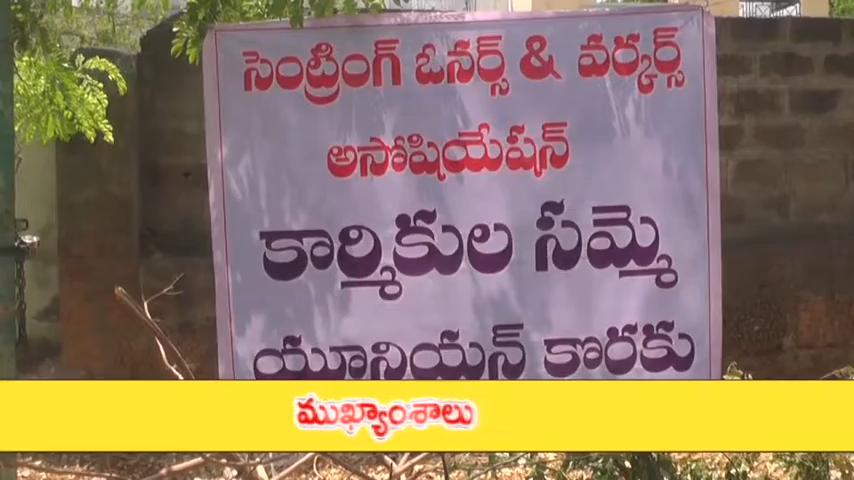 సెంట్రింగ్ ఓనర్స్ & వర్కర్స్
అసోషియేషన్
కార్మికుల సమ్మె
యూనియన్ కొరకు
ముఖ్యాంశాలు